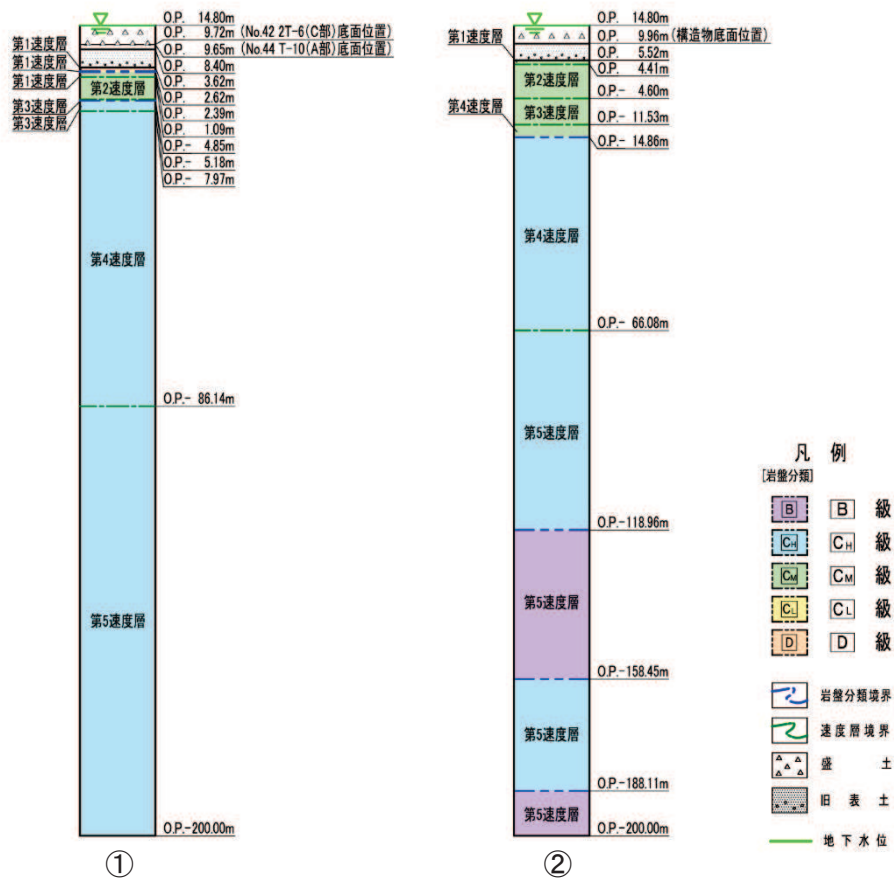 O.P. 14.80m
O.P. 9.72m (No.42 2T-6(C部)底面位置)
O.P. 9.65m (No.44 T-10(A部)底面位置)
O.P. 8.40m
O.P. 3.62m
O.P. 2.62m
O.P. 2.39m
O.P. 1.09m
O.P.- 4.85m
O.P.- 5.18m
O.P.- 7.97m
第1速度層
第1速度層
第1速度層
第2速度層
第3速度層
第3速度層
第4速度層
O.P.- 86.14m
第5速度層
O.P.-200.00m
①
O.P. 14.80m
O.P. 9.96m (構造物底面位置)
O.P. 5.52m
O.P. 4.41m
O.P.- 4.60m
O.P.- 11.53m
O.P.- 14.86m
第1速度層
第2速度層
第3速度層
第4速度層
第4速度層
O.P.- 66.08m
第5速度層
O.P.-118.96m
第5速度層
O.P.-158.45m
第5速度層
O.P.-188.11m
第5速度層
O.P.-200.00m
②
凡 例
[岩盤分類]
B B 級
CH CH 級
CM CM 級
CL CL 級
D D 級
岩盤分類境界
速度層境界
盛 土
旧 表 土
地下水位